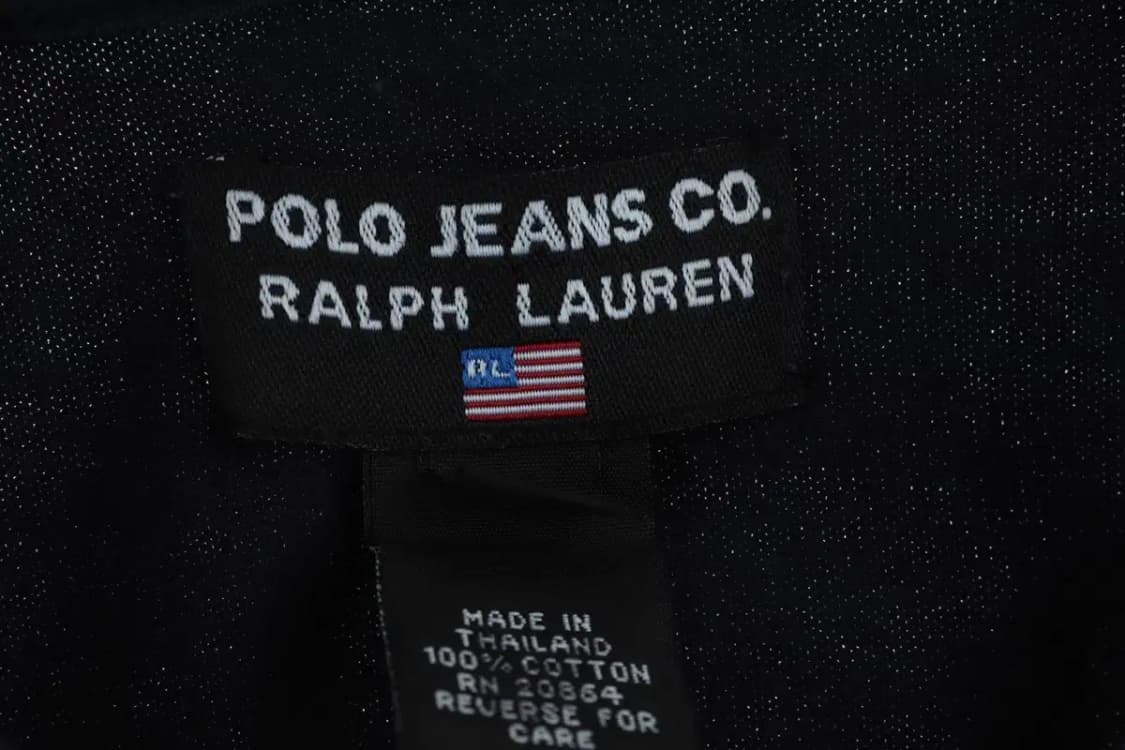 POLO JEANS CO.
RALPH LAUREN
RL
MADE IN
THAILAND
100% COTTON
RN 20864
REVERSE FOR
CARE